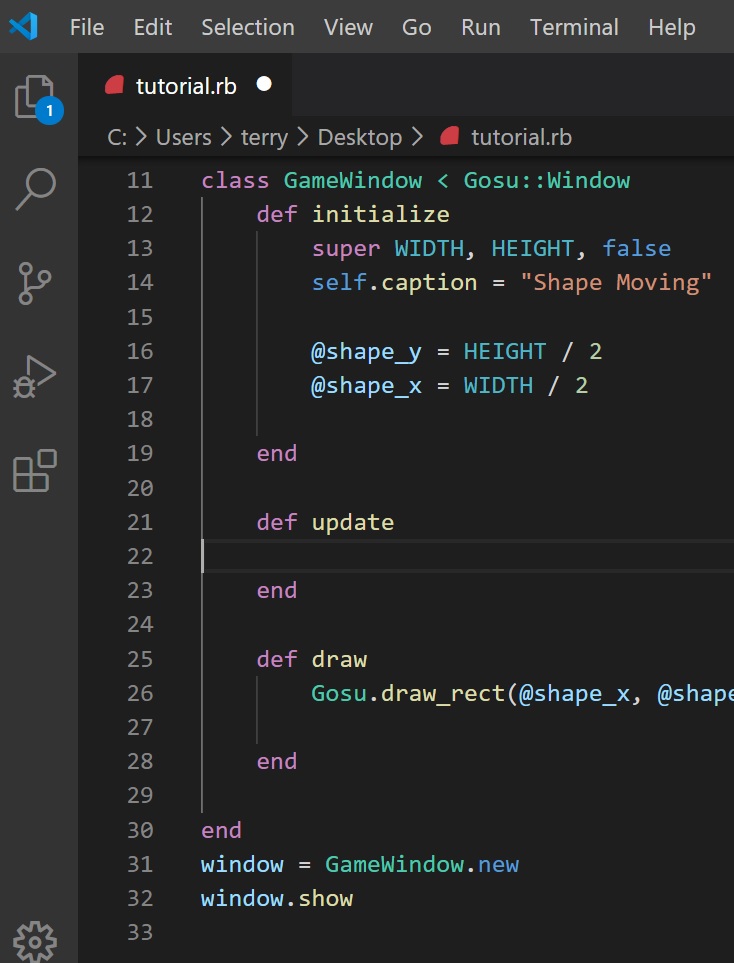 File Edit Selection View Go Run Terminal Help
tutorial.rb
1
C: > Users > terry > Desktop > tutorial.rb
11 class GameWindow < Gosu::Window
12 def initialize
13 super WIDTH, HEIGHT, false
14 self.caption = "Shape Moving"
15
16 @shape_y = HEIGHT / 2
17 @shape_x = WIDTH / 2
18
19 end
20
21 def update
22
23 end
24
25 def draw
26 Gosu.draw_rect(@shape_x, @shape
27
28 end
29
30 end
31 window = GameWindow.new
32 window.show
33